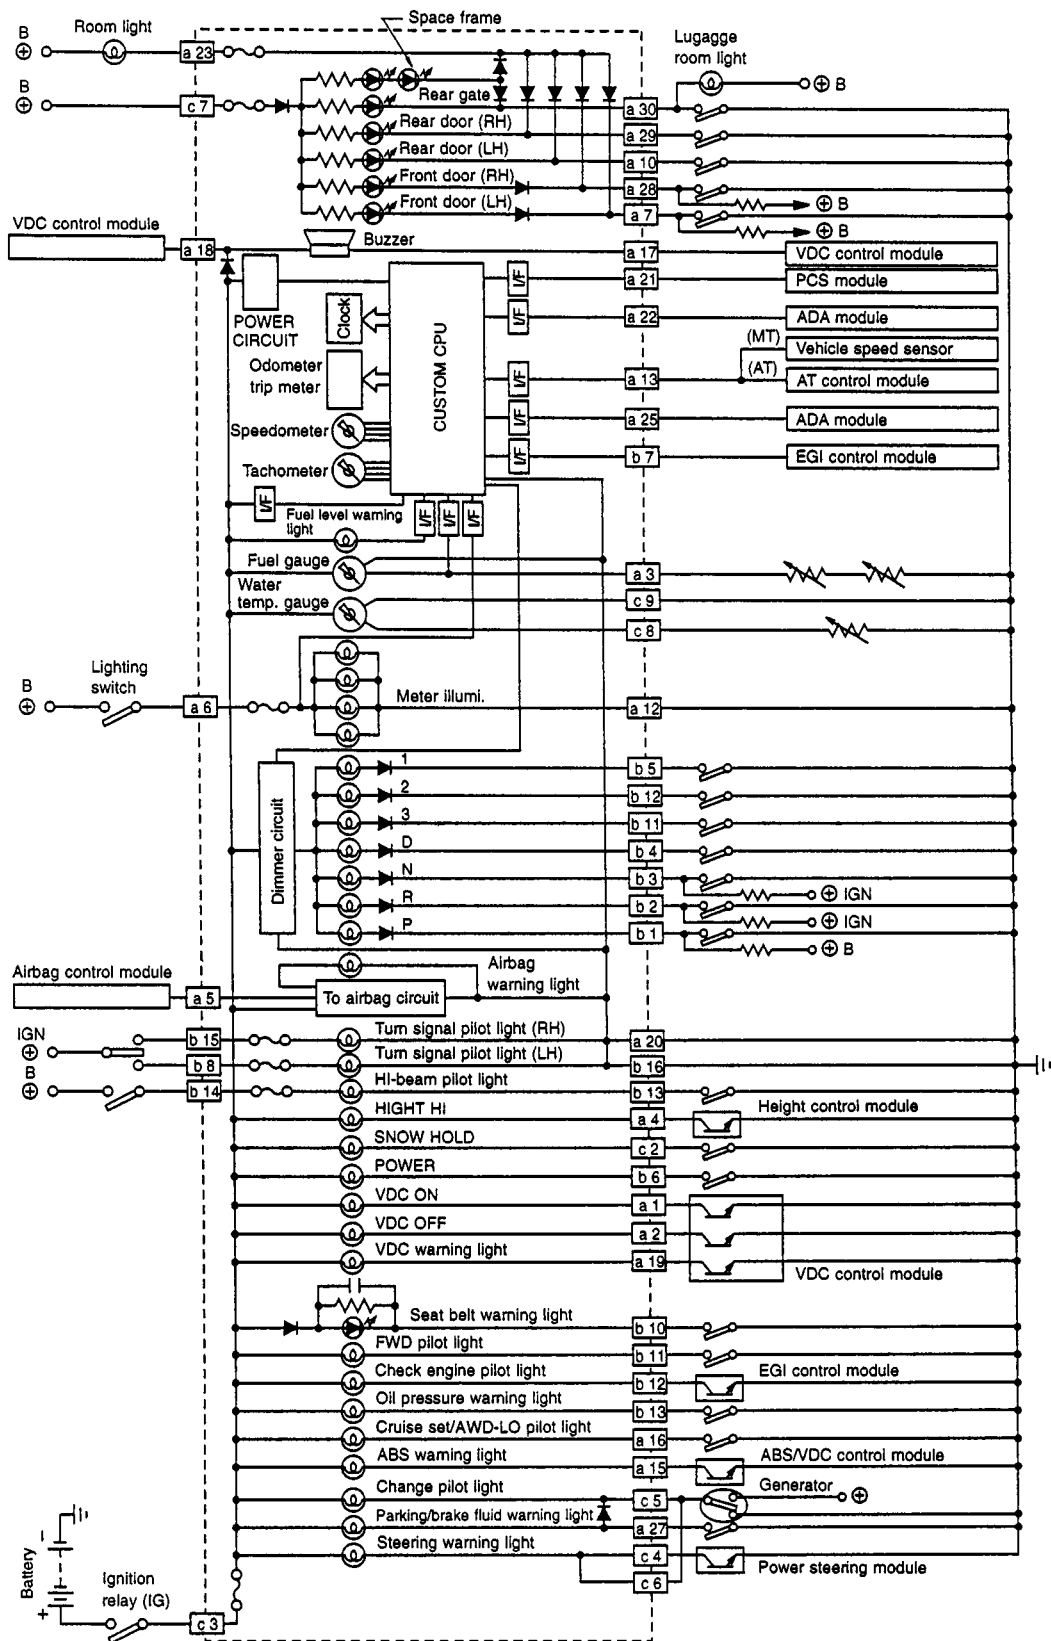 Space frame
B
Room light
a 23
Lugagge
room light
B
B
c 7
Rear gate
a 30
Rear door (RH)
a 29
Rear door (LH)
a 10
Front door (RH)
a 28
B
Front door (LH)
a 7
B
VDC control module
a 18
Buzzer
a 17
VDC control module
a 21
PCS module
I/F
POWER
CIRCUIT
Clock
CUSTOM CPU
I/F
a 22
ADA module
(MT)
Vehicle speed sensor
Odometer
trip meter
(AT)
I/F
a 13
AT control module
Speedometer
I/F
a 25
ADA module
Tachometer
I/F
b 7
EGI control module
I/F
Fuel level warning
light
I/F
I/F
I/F
Fuel gauge
a 3
Water
temp. gauge
c 9
c 8
Lighting
switch
B
a 6
Meter illumi.
a 12
Dimmer circuit
1
b 5
2
b 12
3
b 11
D
b 4
N
b 3
IGN
R
b 2
IGN
P
b 1
B
Airbag control module
a 5
To airbag circuit
Airbag
warning light
IGN
b 15
Turn signal pilot light (RH)
a 20
B
b 8
Turn signal pilot light (LH)
b 16
b 14
HI-beam pilot light
b 13
HIGHT HI
a 4
Height control module
SNOW HOLD
c 2
POWER
b 6
VDC ON
a 1
VDC OFF
a 2
VDC warning light
a 19
VDC control module
Seat belt warning light
b 10
FWD pilot light
b 11
Check engine pilot light
b 12
EGI control module
Oil pressure warning light
b 13
Cruise set/AWD-LO pilot light
a 16
ABS warning light
a 15
ABS/VDC control module
Change pilot light
c 5
Generator
Parking/brake fluid warning light
a 27
Steering warning light
c 4
Power steering module
c 6
Battery
Ignition
relay (IG)
c 3